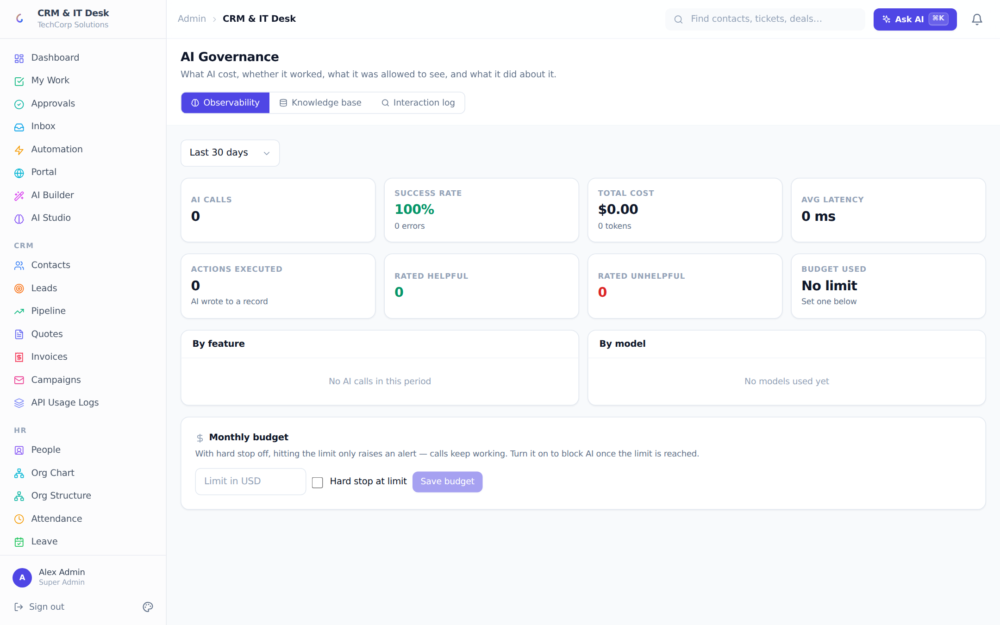 CRM & IT Desk
TechCorp Solutions
Dashboard
My Work
Approvals
Inbox
Automation
Portal
AI Builder
AI Studio
CRM
Contacts
Leads
Pipeline
Quotes
Invoices
Campaigns
API Usage Logs
HR
People
Org Chart
Org Structure
Attendance
Leave
A
Alex Admin
Super Admin
Sign out
Admin > CRM & IT Desk
Find contacts, tickets, deals...
Ask AI ⌘K
AI Governance
What AI cost, whether it worked, what it was allowed to see, and what it did about it.
Observability
Knowledge base
Interaction log
Last 30 days
AI CALLS
0
SUCCESS RATE
100%
0 errors
TOTAL COST
$0.00
0 tokens
AVG LATENCY
0 ms
ACTIONS EXECUTED
0
AI wrote to a record
RATED HELPFUL
0
RATED UNHELPFUL
0
BUDGET USED
No limit
Set one below
By feature
No AI calls in this period
By model
No models used yet
Monthly budget
With hard stop off, hitting the limit only raises an alert — calls keep working. Turn it on to block AI once the limit is reached.
Limit in USD
Hard stop at limit
Save budget